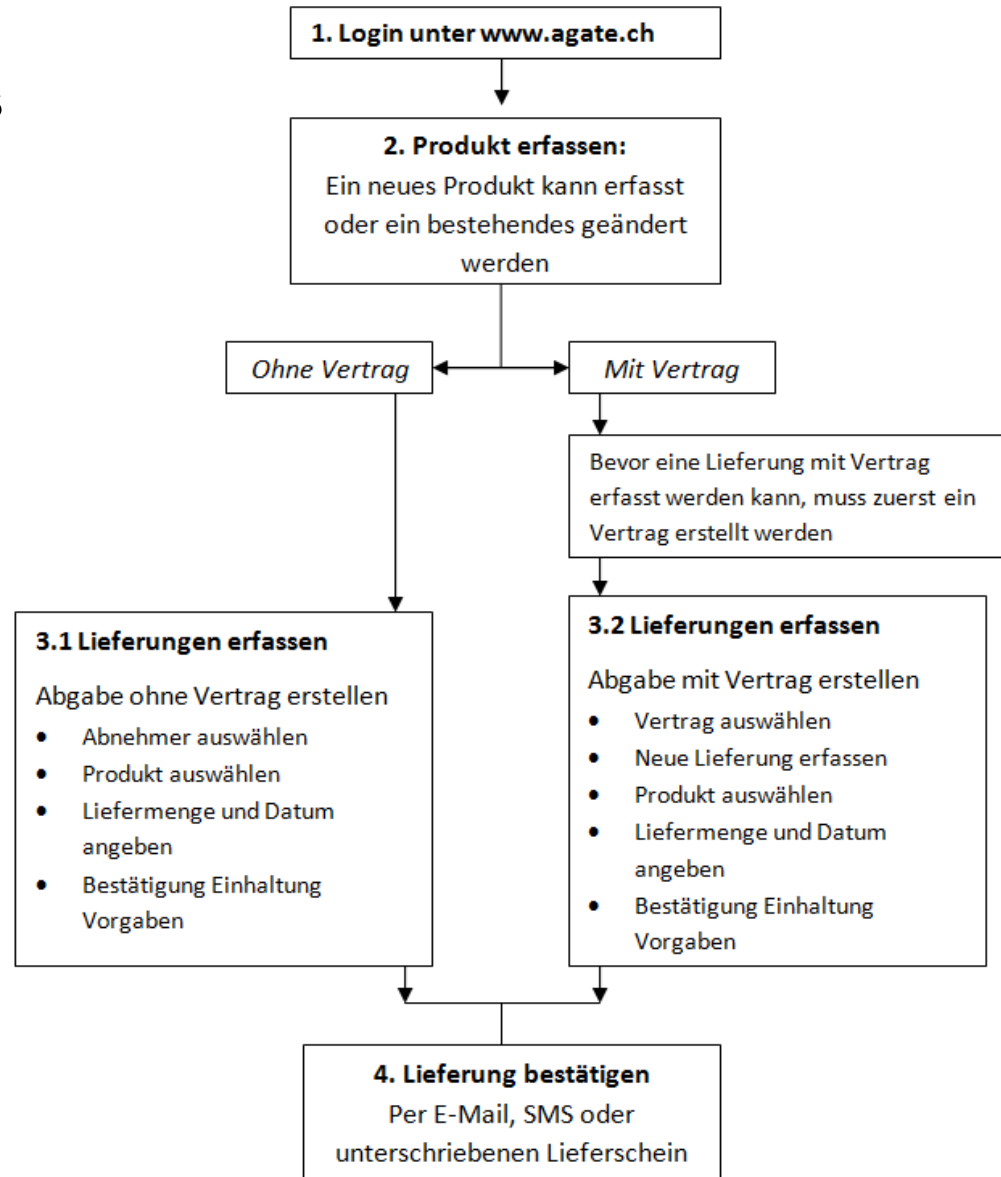 1. Login unter www.agate.ch
2. Produkt erfassen:
Ein neues Produkt kann erfasst
oder ein bestehendes geändert
werden
Ohne Vertrag
Mit Vertrag
Bevor eine Lieferung mit Vertrag
erfasst werden kann, muss zuerst ein
Vertrag erstellt werden
3.1 Lieferungen erfassen
Abgabe ohne Vertrag erstellen
• Abnehmer auswählen
• Produkt auswählen
• Liefermenge und Datum
angeben
• Bestätigung Einhaltung
Vorgaben
3.2 Lieferungen erfassen
Abgabe mit Vertrag erstellen
• Vertrag auswählen
• Neue Lieferung erfassen
• Produkt auswählen
• Liefermenge und Datum
angeben
• Bestätigung Einhaltung
Vorgaben
4. Lieferung bestätigen
Per E-Mail, SMS oder
unterschriebenen Lieferschein